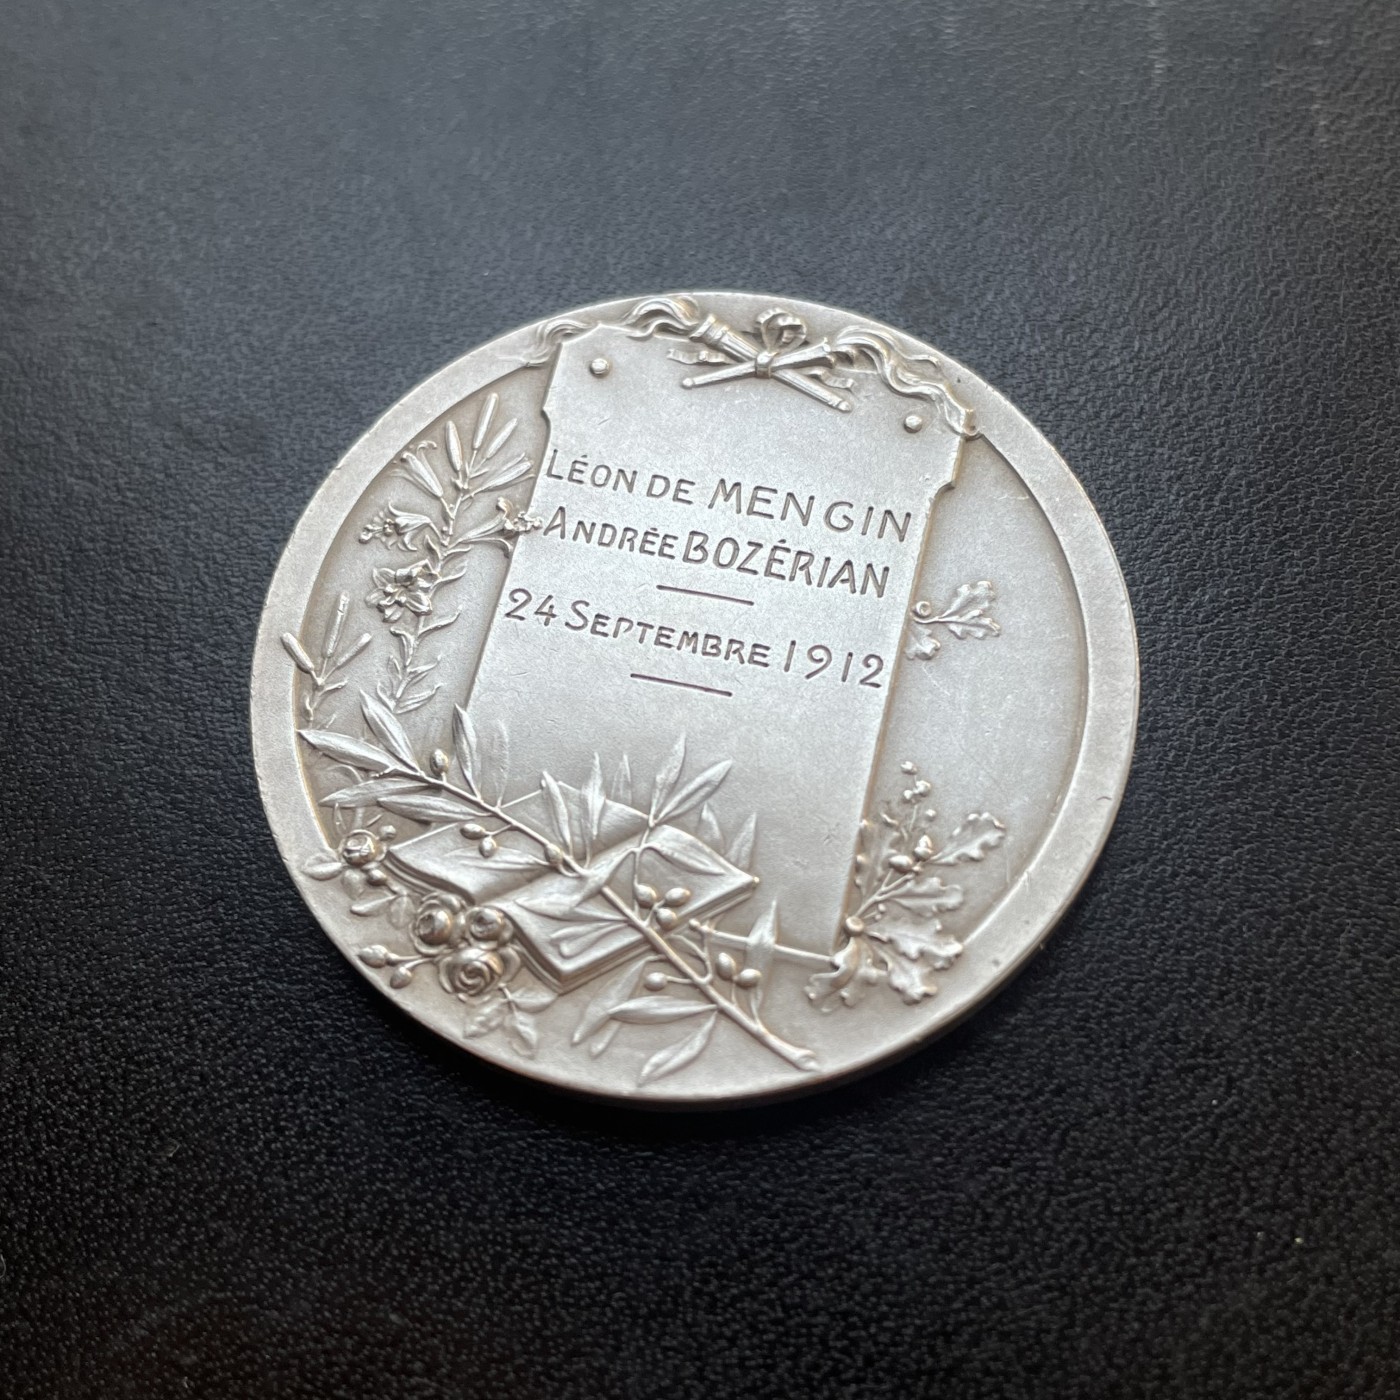 LÉON DE MENGIN
ANDRÉE BOZÉRIAN
24 SEPTEMBRE 1912